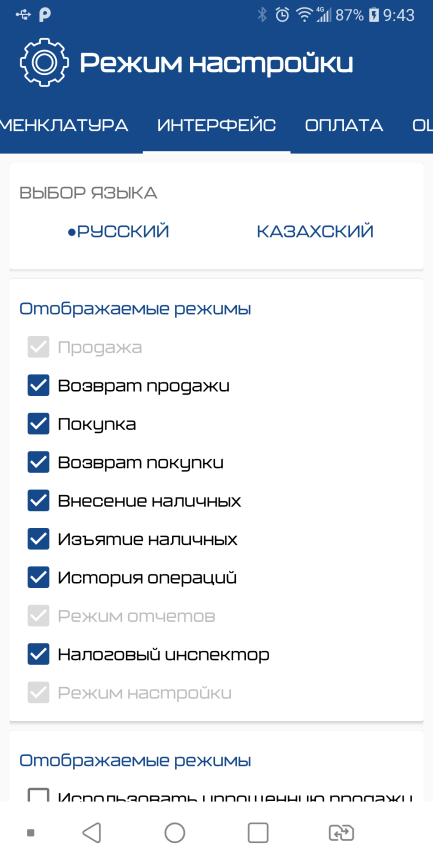 4G 87% 9:43
Режим настройки
МЕНКЛАТУРА ИНТЕРФЕЙС ОПЛАТА
ВЫБОР ЯЗЫКА
•РУССКИЙ КАЗАХСКИЙ
Отображаемые режимы
Продажа
Возврат продажи
Покупка
Возврат покупки
Внесение наличных
Изъятие наличных
История операций
Режим отчетов
Налоговый инспектор
Режим настройки
Отображаемые режимы
Использовать упрощенную продажу